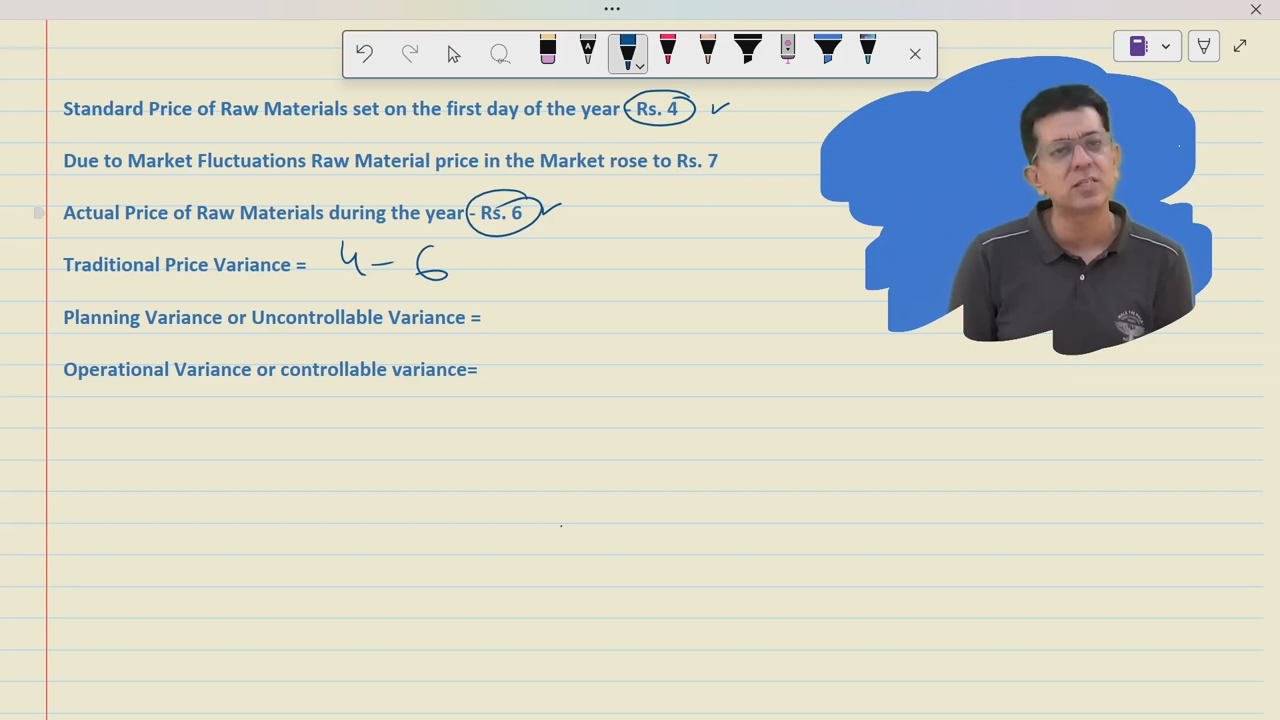 Standard Price of Raw Materials set on the first day of the year - Rs. 4
Due to Market Fluctuations Raw Material price in the Market rose to Rs. 7
Actual Price of Raw Materials during the year - Rs. 6
Traditional Price Variance = 4 - 6
Planning Variance or Uncontrollable Variance =
Operational Variance or controllable variance=